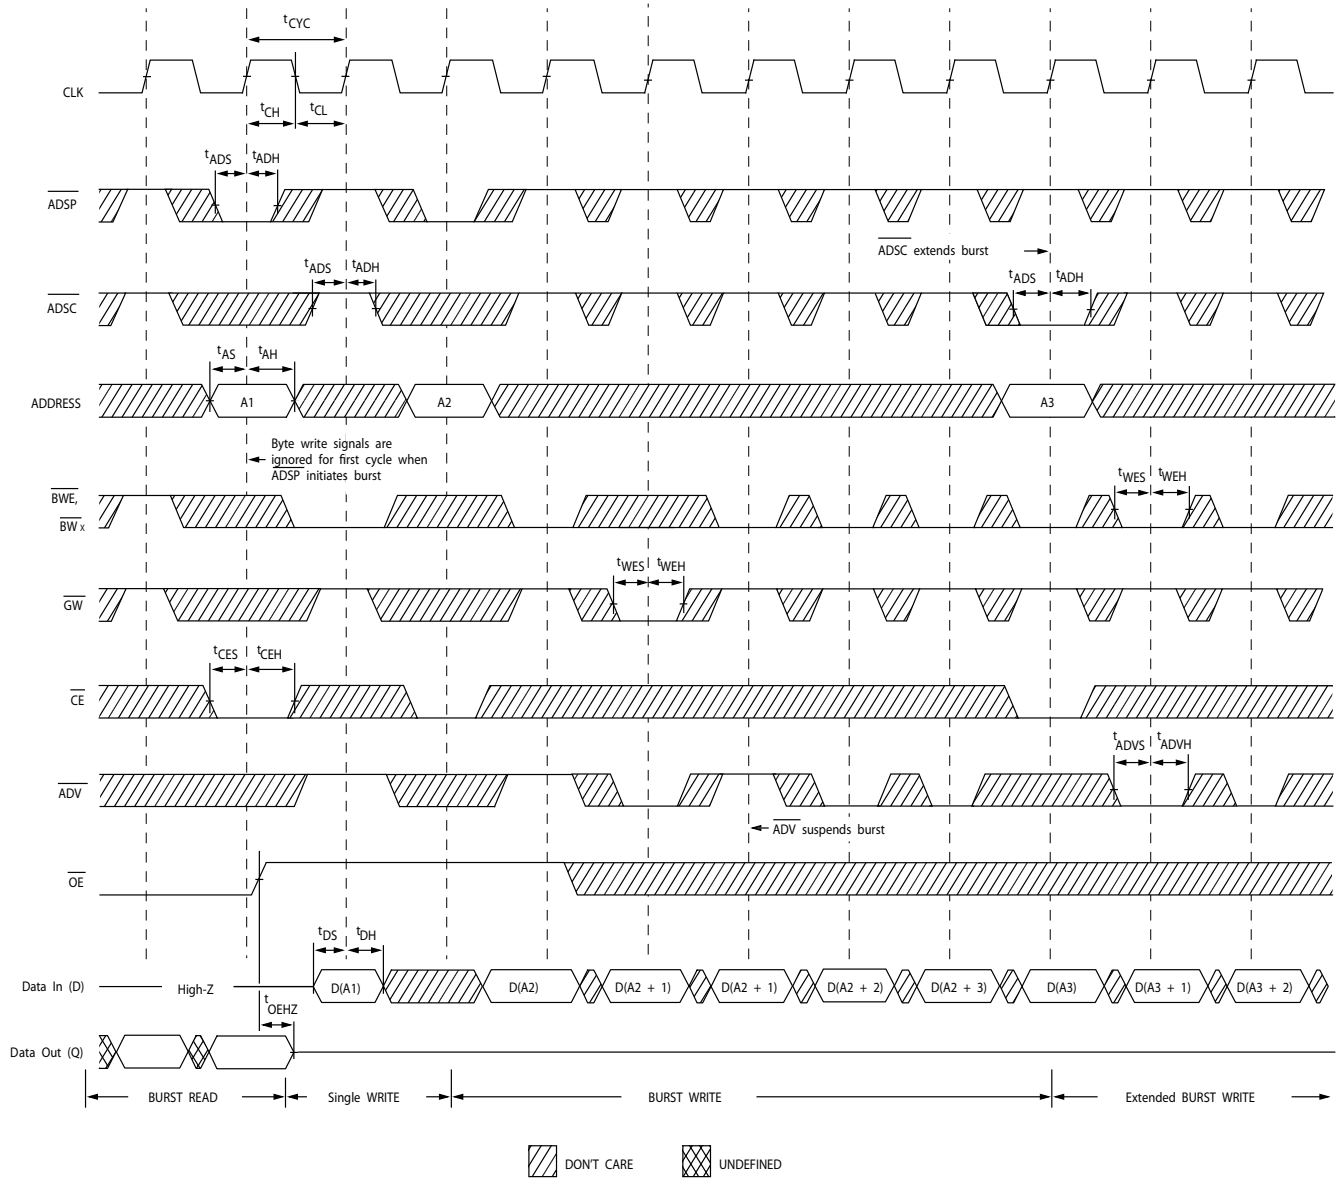 tCYC
CLK
tCH
tCL
tADS
tADH
ADSP
ADSC extends burst
tADS
tADH
tADS
tADH
ADSC
tAS
tAH
ADDRESS
A1
A2
A3
Byte write signals are
ignored for first cycle when
ADSP initiates burst
BWE,
BW X
tWES
tWEH
tWES
tWEH
GW
tCES
tCEH
CE
tADVS
tADVH
ADV
ADV suspends burst
OE
tDS
tDH
Data In (D)
High-Z
D(A1)
D(A2)
D(A2 + 1)
D(A2 + 1)
D(A2 + 2)
D(A2 + 3)
D(A3)
D(A3 + 1)
D(A3 + 2)
tOEHZ
Data Out (Q)
BURST READ
Single WRITE
BURST WRITE
Extended BURST WRITE
DON'T CARE
UNDEFINED